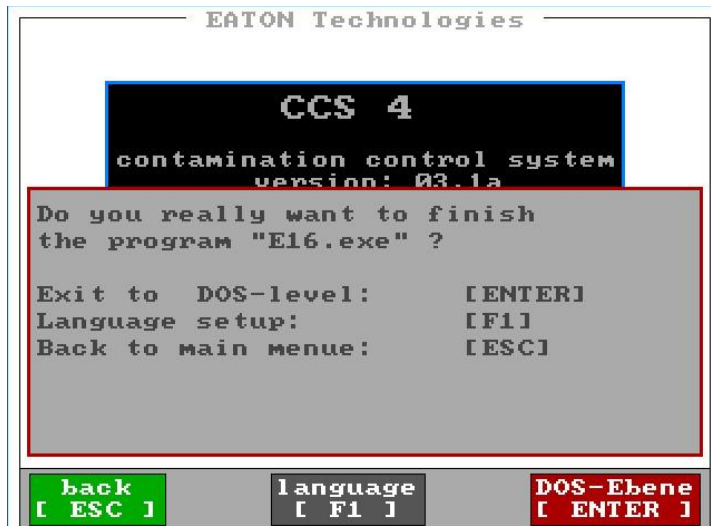 EATON Technologies
CCS 4
contamination control system
version: 03.1a
Do you really want to finish
the program "E16.exe" ?
Exit to DOS-level: [ENTER]
Language setup: [F1]
Back to main menue: [ESC]
back language DOS-Ebene
[ ESC ] [ F1 ] [ ENTER ]